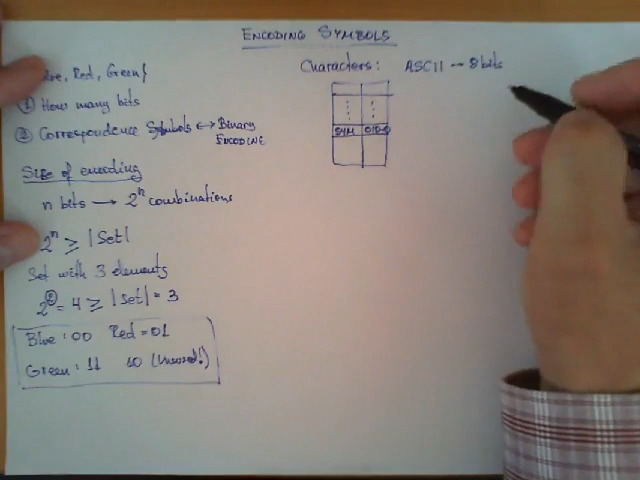 ENCODING SYMBOLS
Blue, Red, Green}
① How many bits
② Correspondence Symbols ↔ Binary
ENCODING
Size of encoding
n bits → 2ⁿ combinations
2ⁿ ≥ |Set|
Set with 3 elements
2² = 4 ≥ |Set| = 3
Blue : 00 Red = 01
Green : 11 10 (Unused!)
Characters : ASCII — 8 bits
SYM